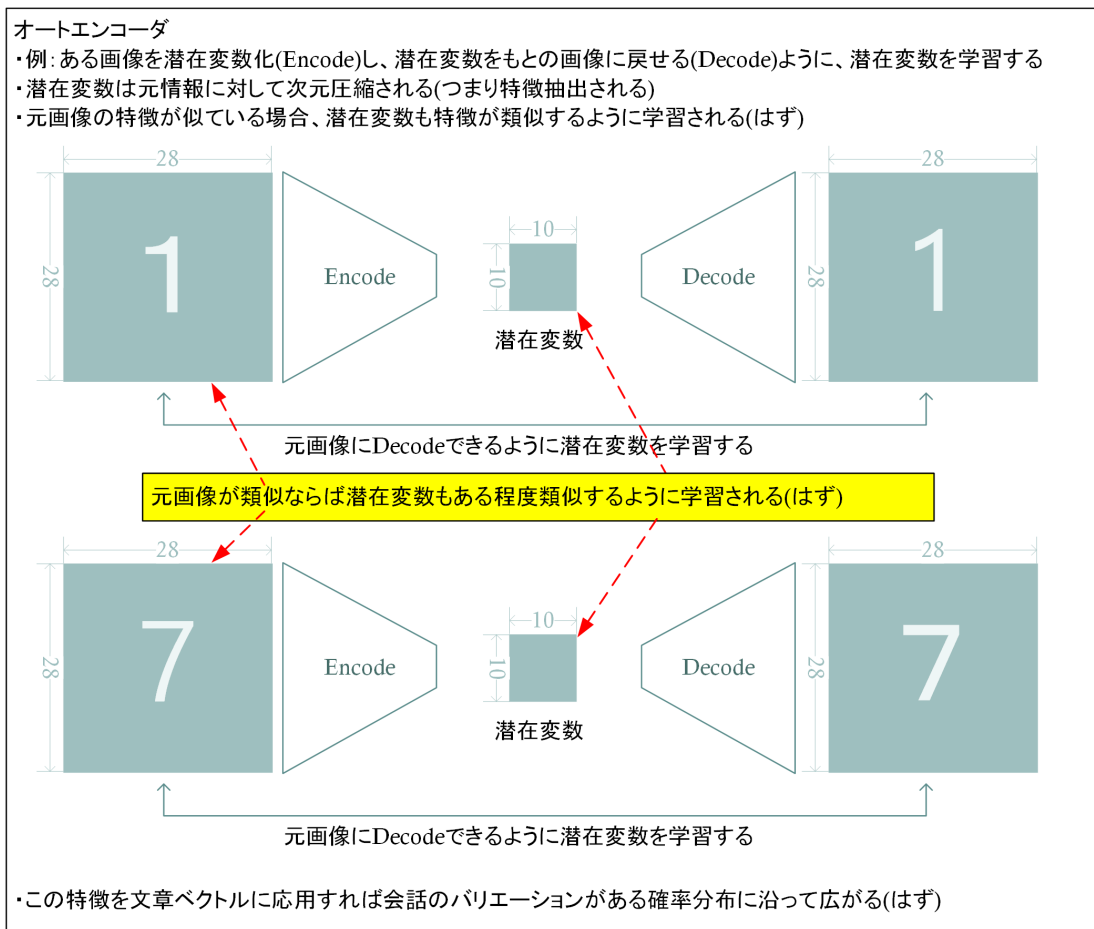 オートエンコーダ
・例：ある画像を潜在変数化(Encode)し、潜在変数をもとの画像に戻せる(Decode)ように、潜在変数を学習する
・潜在変数は元情報に対して次元圧縮される(つまり特徴抽出される)
・元画像の特徴が似ている場合、潜在変数も特徴が類似するように学習される(はず)
28
28
28
28
1
Encode
10
10
潜在変数
Decode
1
元画像にDecodeできるように潜在変数を学習する
元画像が類似ならば潜在変数もある程度類似するように学習される(はず)
28
28
28
28
7
Encode
10
10
潜在変数
Decode
7
元画像にDecodeできるように潜在変数を学習する
・この特徴を文章ベクトルに応用すれば会話のバリエーションがある確率分布に沿って広がる(はず)